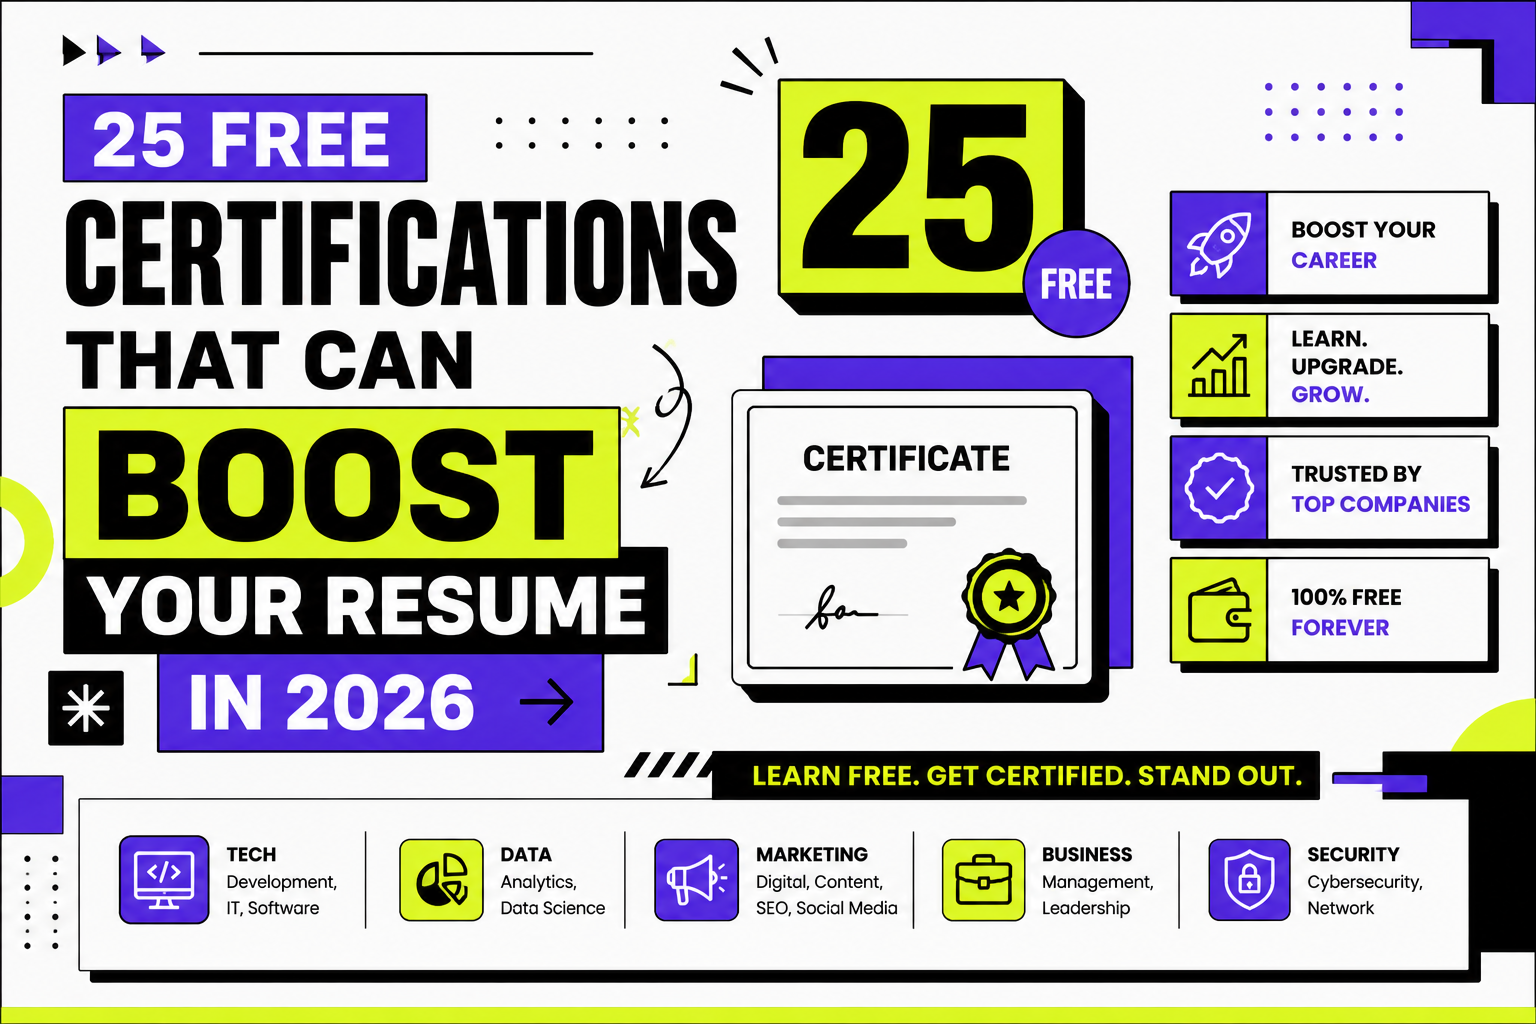 25 FREE
CERTIFICATIONS
THAT CAN
BOOST
YOUR RESUME
IN 2026
25
FREE
CERTIFICATE
BOOST YOUR
CAREER
LEARN.
UPGRADE.
GROW.
TRUSTED BY
TOP COMPANIES
100% FREE
FOREVER
LEARN FREE. GET CERTIFIED. STAND OUT.
TECH
Development,
IT, Software
DATA
Analytics,
Data Science
MARKETING
Digital, Content,
SEO, Social Media
BUSINESS
Management,
Leadership
SECURITY
Cybersecurity,
Network